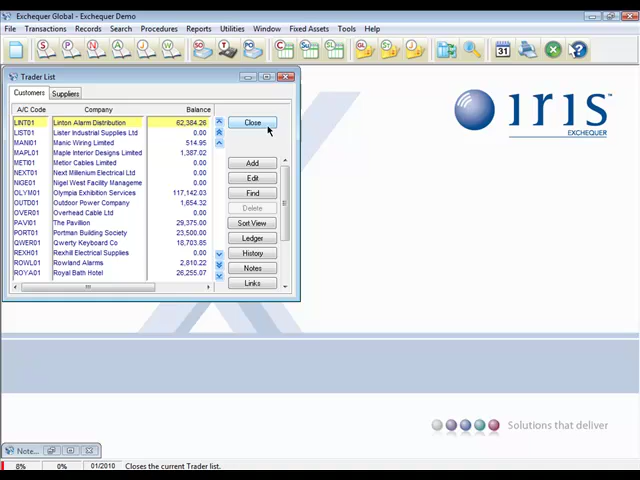 Exchequer Global - Exchequer Demo
File Transactions Records Search Procedures Reports Utilities Window Fixed Assets Tools Help
Trader List
Customers Suppliers
A/C Code Company Balance
LINT01 Linton Alarm Distribution 62,384.26
LIST01 Lister Industrial Supplies Ltd 0.00
MANI01 Manic Wiring Limited 514.95
MAPL01 Maple Interior Designs Limited 1,387.02
METI01 Metior Cables Limited 0.00
NEXT01 Next Millenium Electrical Ltd 0.00
NIGE01 Nigel West Facility Manageme 0.00
OLYM01 Olympia Exhibition Services 117,142.03
OUTD01 Outdoor Power Company 1,654.32
OVER01 Overhead Cable Ltd 0.00
PAVI01 The Pavilion 29,375.00
PORT01 Portman Building Society 23,500.00
QWER01 Qwerty Keyboard Co 18,703.85
REXH01 Rexhill Electrical Supplies 0.00
ROWL01 Rowland Alarms 2,810.22
ROYA01 Royal Bath Hotel 26,255.07
Close
Add
Edit
Find
Delete
Sort View
Ledger
History
Notes
Links
iris
EXCHEQUER
Solutions that deliver
Note...
8% 0% 01/2010 Closes the current Trader list.